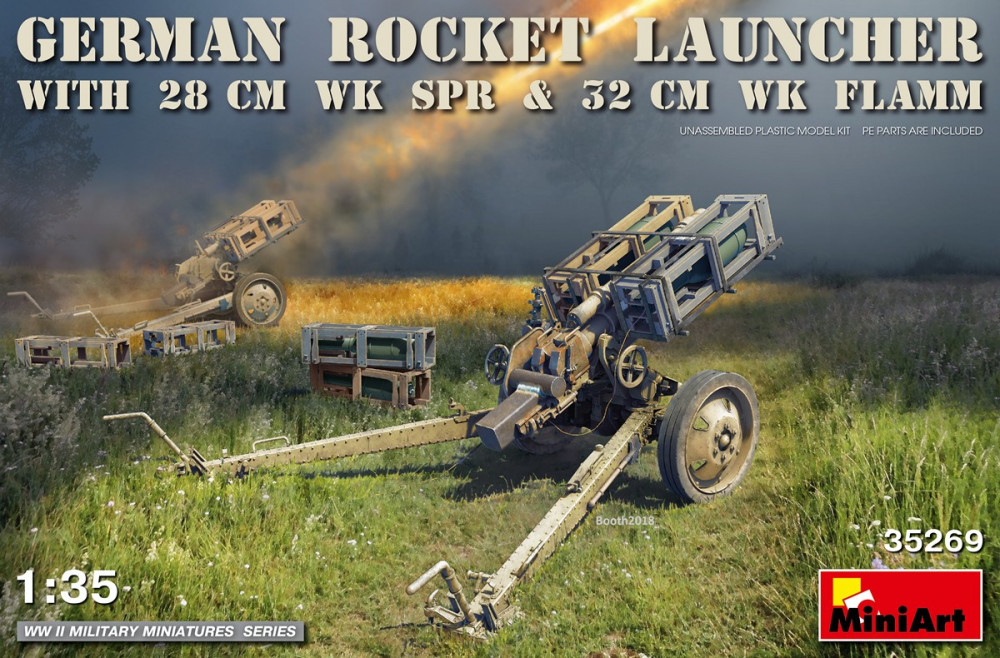 GERMAN ROCKET LAUNCHER
WITH 28 CM WK SPR & 32 CM WK FLAMM
UNASSEMBLED PLASTIC MODEL KIT PE PARTS ARE INCLUDED
Booth2018
35269
1:35
MiniArt
WW II MILITARY MINIATURES SERIES